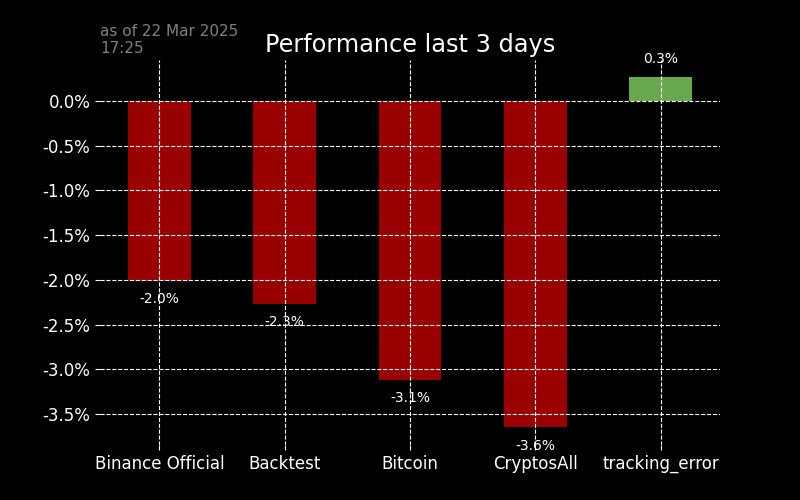 as of 22 Mar 2025
17:25
Performance last 3 days
0.3%
0.0%
-0.5%
-1.0%
-1.5%
-2.0%
-2.0%
-2.5%
-2.3%
-3.0%
-3.1%
-3.5%
-3.6%
Binance Official
Backtest
Bitcoin
CryptosAll
tracking_error